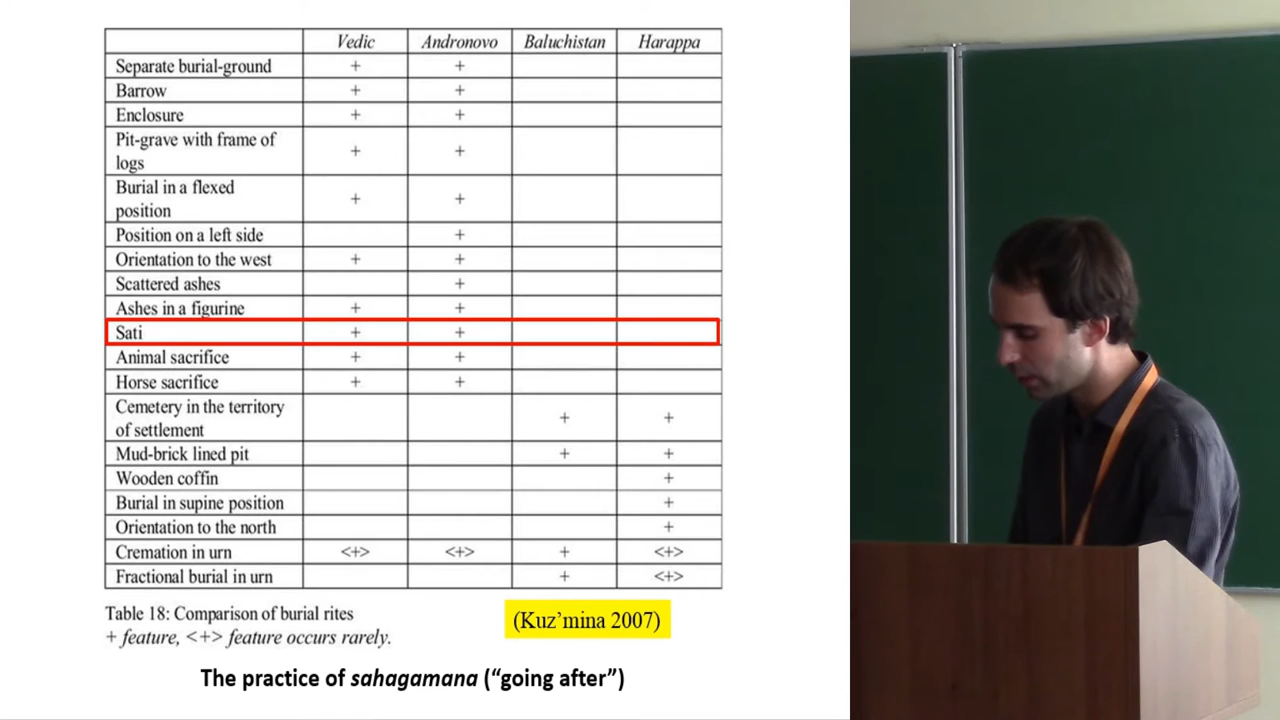 Vedic Andronovo Baluchistan Harappa
Separate burial-ground + +
Barrow + +
Enclosure + +
Pit-grave with frame of
logs + +
Burial in a flexed
position + +
Position on a left side +
Orientation to the west + +
Scattered ashes +
Ashes in a figurine + +
Sati + +
Animal sacrifice + +
Horse sacrifice + +
Cemetery in the territory
of settlement + +
Mud-brick lined pit + +
Wooden coffin +
Burial in supine position +
Orientation to the north +
Cremation in urn <+> <+> + <+>
Fractional burial in urn + <+>
Table 18: Comparison of burial rites
+ feature, <+> feature occurs rarely.
(Kuz’mina 2007)
The practice of sahagamana (“going after”)